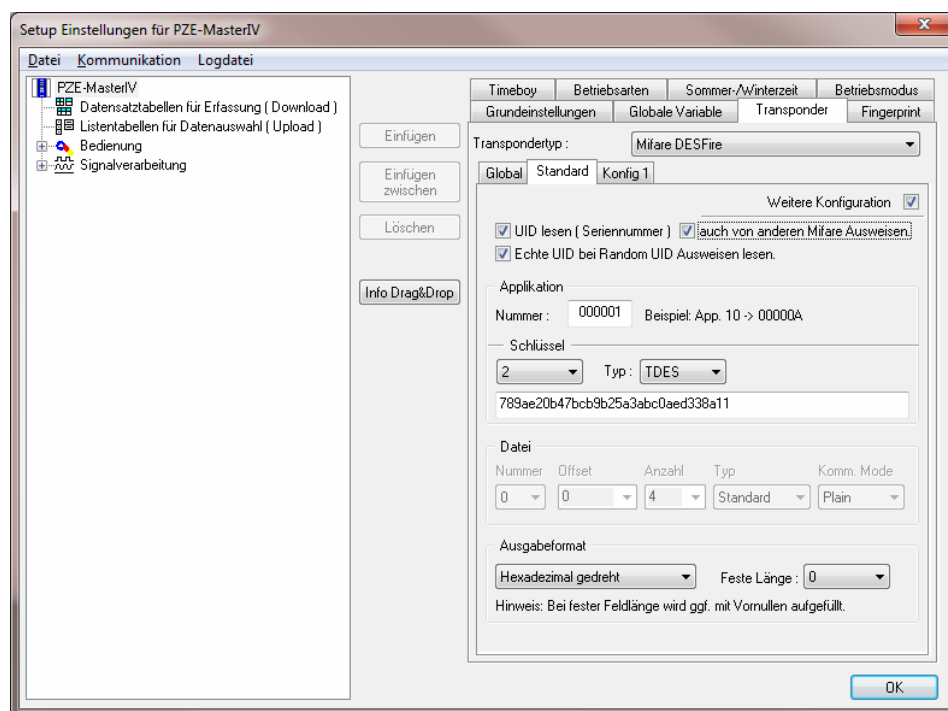 Setup Einstellungen für PZE-MasterIV
Datei Kommunikation Logdatei
PZE-MasterIV
Datensatztabellen für Erfassung ( Download )
Listentabellen für Datenauswahl ( Upload )
Bedienung
Signalverarbeitung
Einfügen
Einfügen
zwischen
Löschen
Info Drag&Drop
Timeboy Betriebsarten Sommer-/Winterzeit Betriebsmodus
Grundeinstellungen Globale Variable Transponder Fingerprint
Transpondertyp : Mifare DESFire
Global Standard Konfig 1
Weitere Konfiguration
UID lesen ( Seriennummer ) auch von anderen Mifare Ausweisen.
Echte UID bei Random UID Ausweisen lesen.
Applikation
Nummer : 000001 Beispiel: App. 10 -> 00000A
Schlüssel
2 Typ : TDES
789ae20b47bcb9b25a3abc0aed338a11
Datei
Nummer Offset Anzahl Typ Komm. Mode
0 0 4 Standard Plain
Ausgabeformat
Hexadezimal gedreht Feste Länge : 0
Hinweis: Bei fester Feldlänge wird ggf. mit Vornullen aufgefüllt.
OK